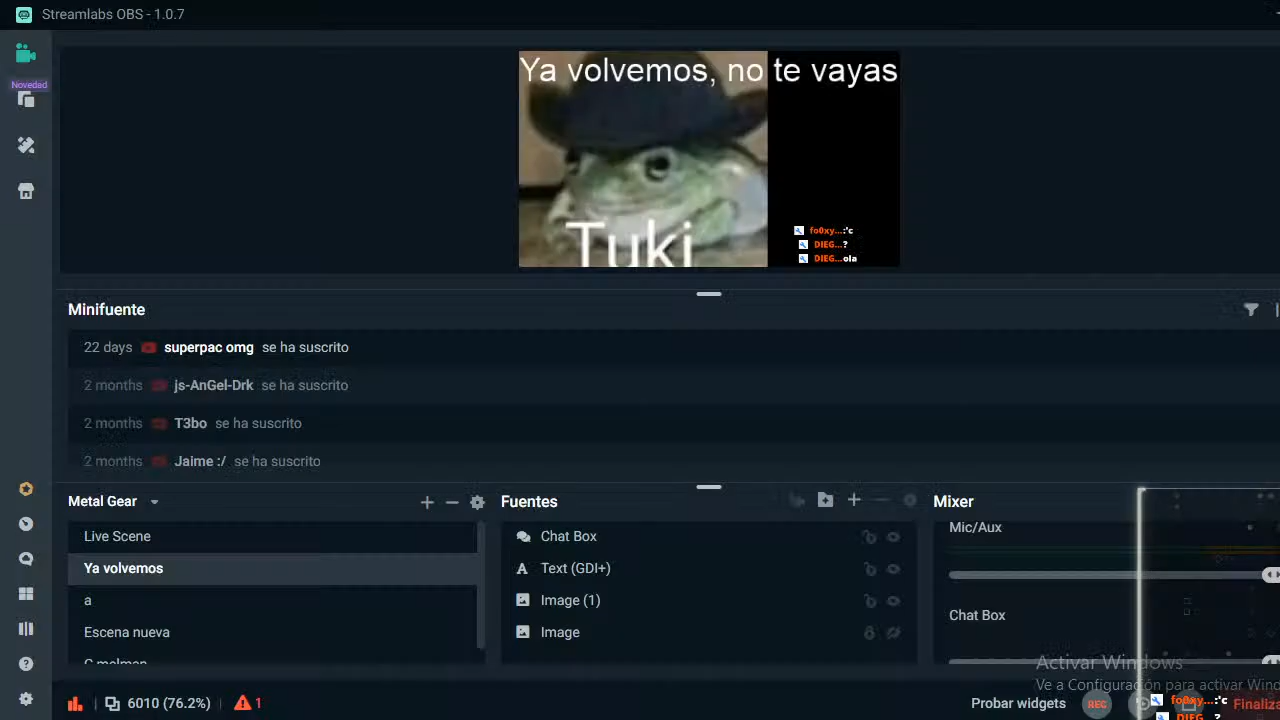 Streamlabs OBS - 1.0.7
Novedad
Ya volvemos, no te vayas
Tuki
fo0xy...:'c
DIEG...?
DIEG...ola
Minifuente
22 days superpac omg se ha suscrito
2 months js-AnGel-Drk se ha suscrito
2 months T3bo se ha suscrito
2 months Jaime :/ se ha suscrito
Metal Gear
Fuentes
Mixer
Live Scene
Ya volvemos
a
Escena nueva
Chat Box
Text (GDI+)
Image (1)
Image
Mic/Aux
Chat Box
Activar Windows
Ve a Configuración para activar Wind
6010 (76.2%)
1
Probar widgets
REC
Finaliza
fo0xy...:'c
DIEG...?